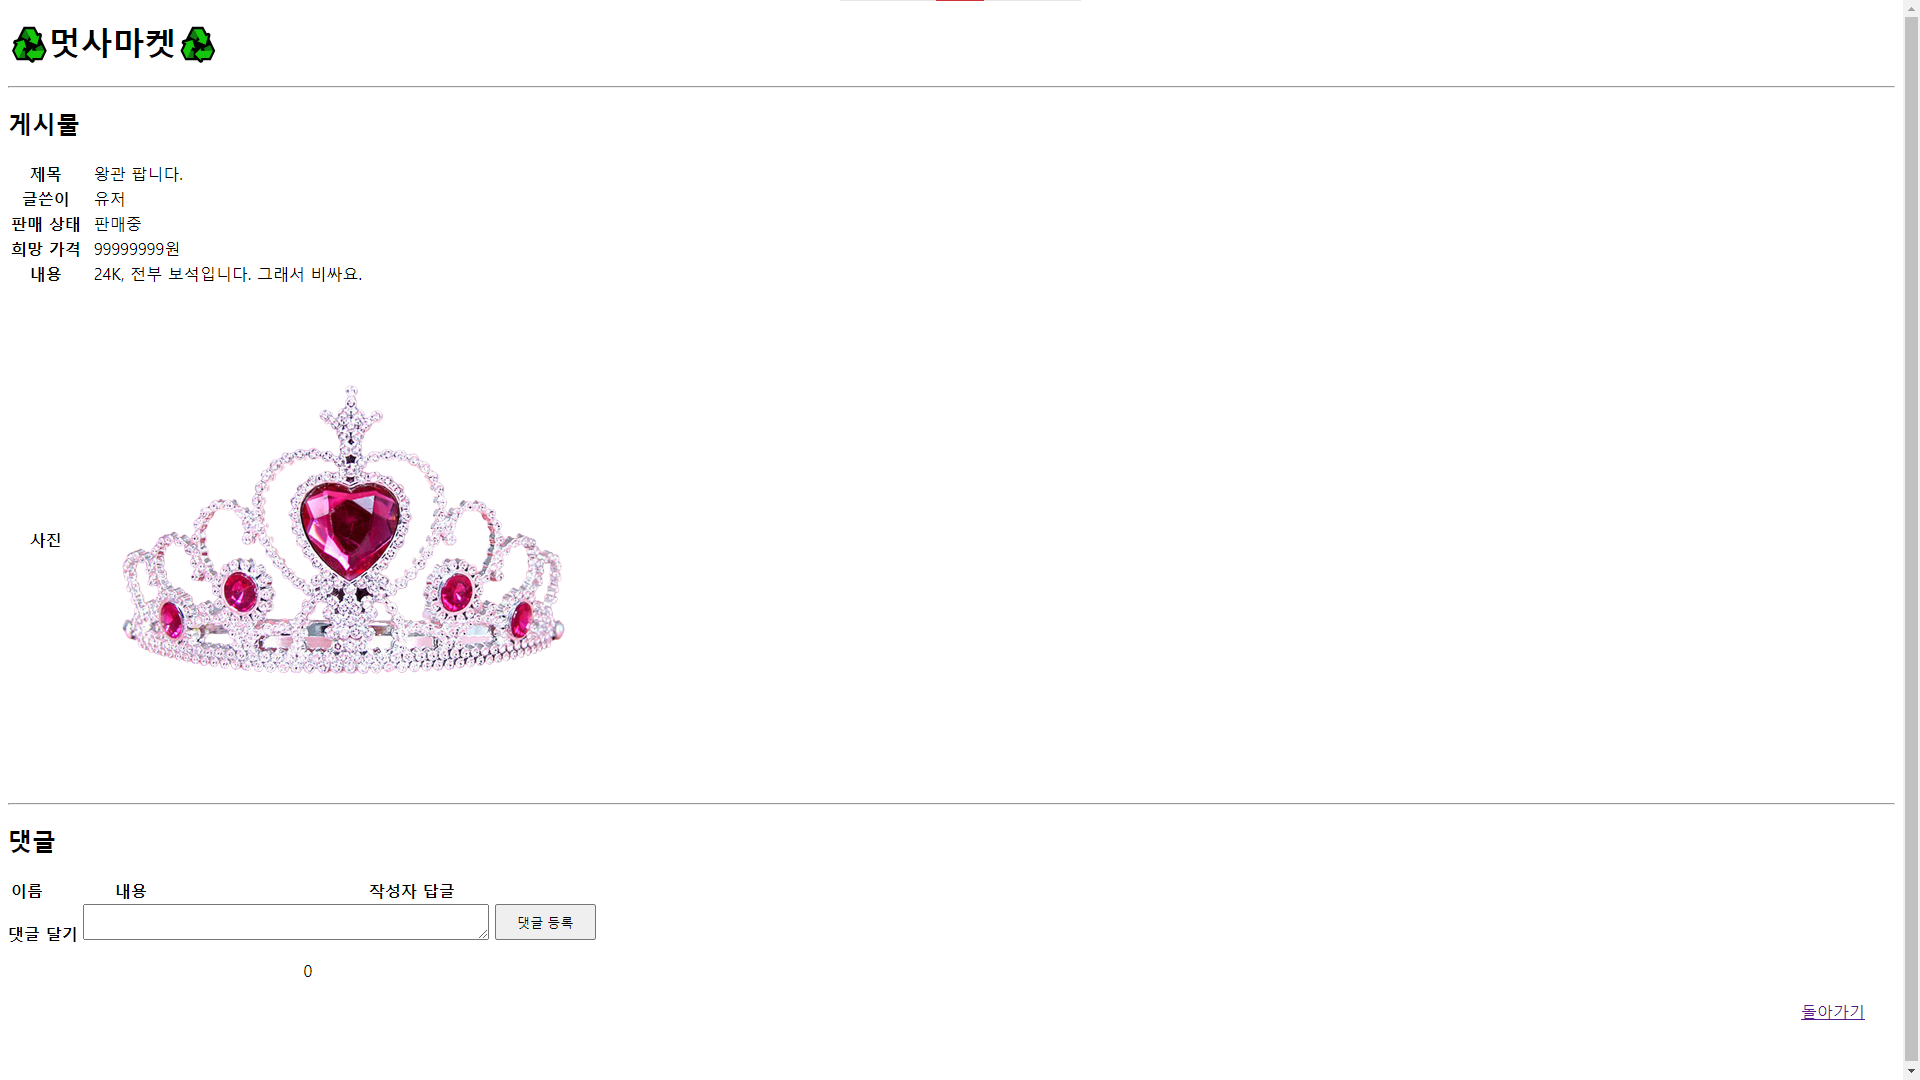 ♻멋사마켓♻
게시물
제목 왕관 팝니다.
글쓴이 유저
판매 상태 판매중
희망 가격 99999999원
내용 24K, 전부 보석입니다. 그래서 비싸요.
사진
댓글
이름 내용 작성자 답글
댓글 달기 댓글 등록
0
돌아가기